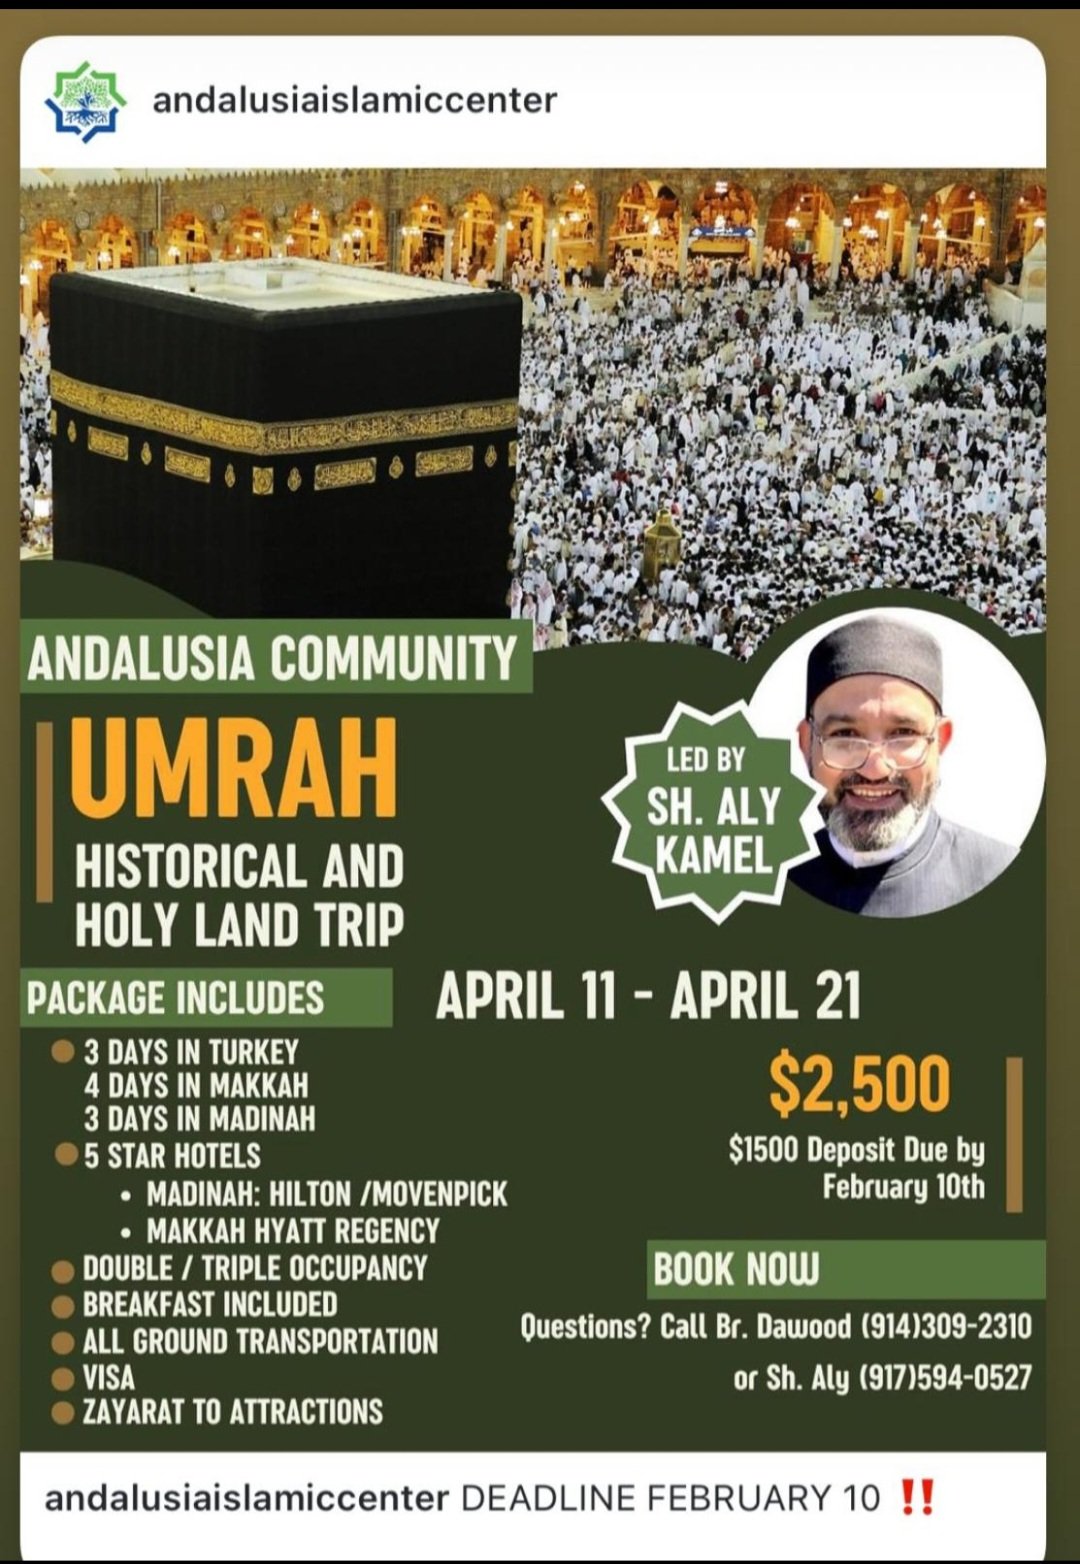 andalusiaislamiccenter
ANDALUSIA COMMUNITY
UMRAH
HISTORICAL AND
HOLY LAND TRIP
LED BY
SH. ALY
KAMEL
PACKAGE INCLUDES
3 DAYS IN TURKEY
4 DAYS IN MAKKAH
3 DAYS IN MADINAH
5 STAR HOTELS
• MADINAH: HILTON /MOVENPICK
• MAKKAH HYATT REGENCY
DOUBLE / TRIPLE OCCUPANCY
BREAKFAST INCLUDED
ALL GROUND TRANSPORTATION
VISA
ZAYARAT TO ATTRACTIONS
APRIL 11 - APRIL 21
$2,500
$1500 Deposit Due by
February 10th
BOOK NOW
Questions? Call Br. Dawood (914)309-2310
or Sh. Aly (917)594-0527
andalusiaislamiccenter DEADLINE FEBRUARY 10 ‼️